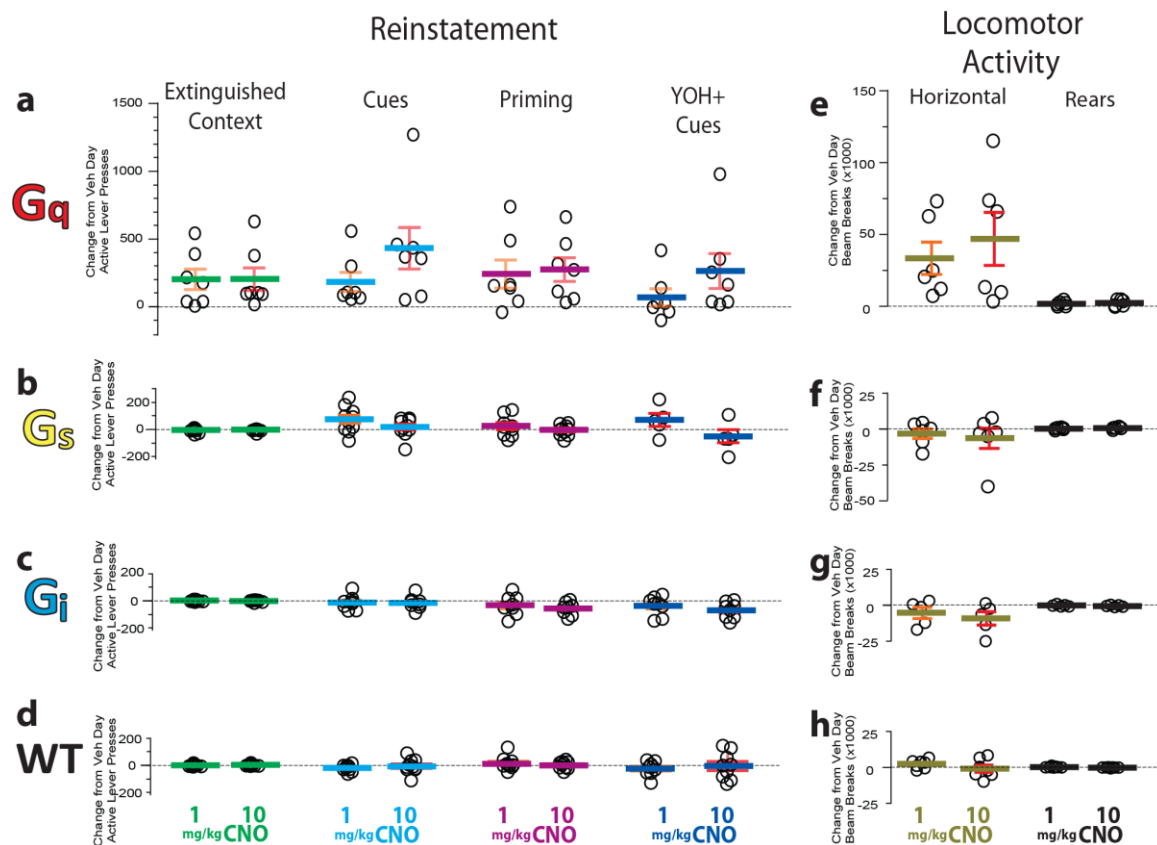 Reinstatement
Locomotor
Activity
a
Extinguished
Context
Cues
Priming
YOH+
Cues
e
Horizontal
Rears
Gq
Change from Veh Day
Active Lever Presses
1500
1000
500
0
Change from Veh Day
Beam Breaks (x1000)
150
100
50
0
b
Gs
Change from Veh Day
Active Lever Presses
200
0
-200
f
Change from Veh Day
Beam Breaks (x1000)
25
0
-25
-50
c
Gi
Change from Veh Day
Active Lever Presses
200
0
-200
g
Change from Veh Day
Beam Breaks (x1000)
25
0
-25
d
WT
Change from Veh Day
Active Lever Presses
200
0
-200
h
Change from Veh Day
Beam Breaks (x1000)
25
0
-25
1 10
mg/kg CNO
1 10
mg/kg CNO
1 10
mg/kg CNO
1 10
mg/kg CNO
1 10
mg/kg CNO
1 10
mg/kg CNO